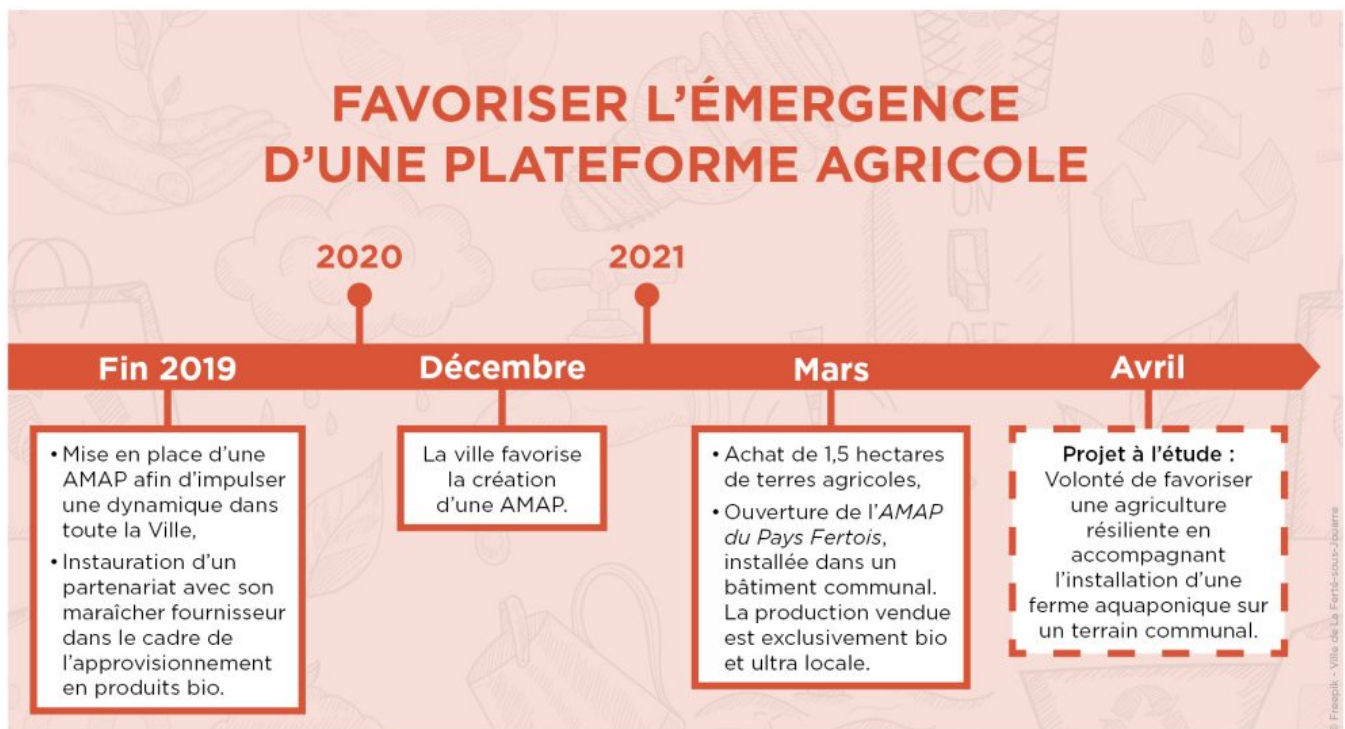 FAVORISER L'ÉMERGENCE
D'UNE PLATEFORME AGRICOLE
2020
2021
Fin 2019
Décembre
Mars
Avril
• Mise en place d'une
AMAP afin d'impulser
une dynamique dans
toute la Ville,
• Instauration d'un
partenariat avec son
maraîcher fournisseur
dans le cadre de
l'approvisionnement
en produits bio.
La ville favorise
la création
d'une AMAP.
• Achat de 1,5 hectares
de terres agricoles,
• Ouverture de l'AMAP
du Pays Fertois,
installée dans un
bâtiment communal.
La production vendue
est exclusivement bio
et ultra locale.
Projet à l'étude :
Volonté de favoriser
une agriculture
résiliente en
accompagnant
l'installation d'une
ferme aquaponique sur
un terrain communal.
ON
OFF
© Freepik - Ville de La Ferté-sous-Jouarre